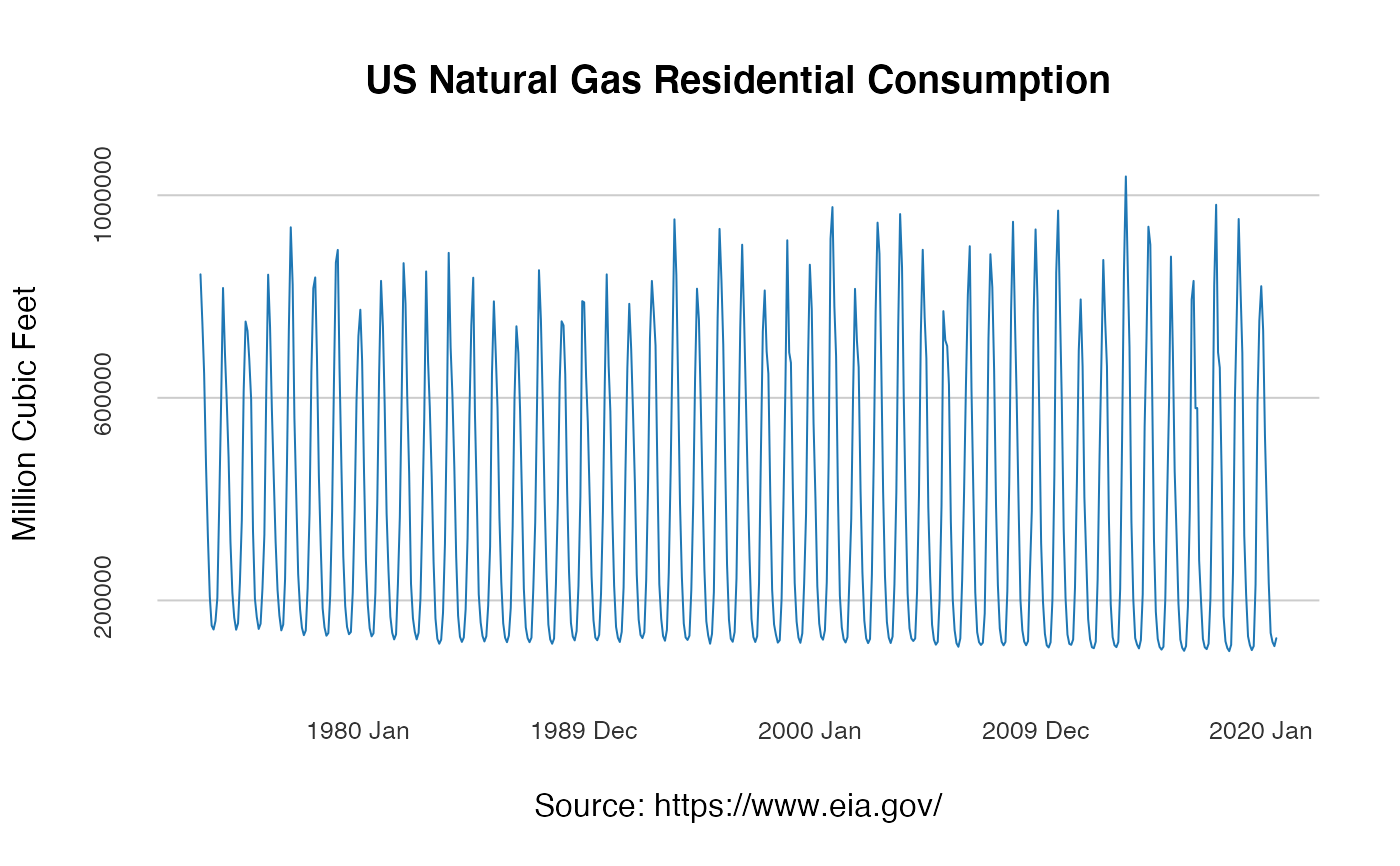 US Natural Gas Residential Consumption
Million Cubic Feet
1000000
600000
200000
1980 Jan
1989 Dec
2000 Jan
2009 Dec
2020 Jan
Source: https://www.eia.gov/